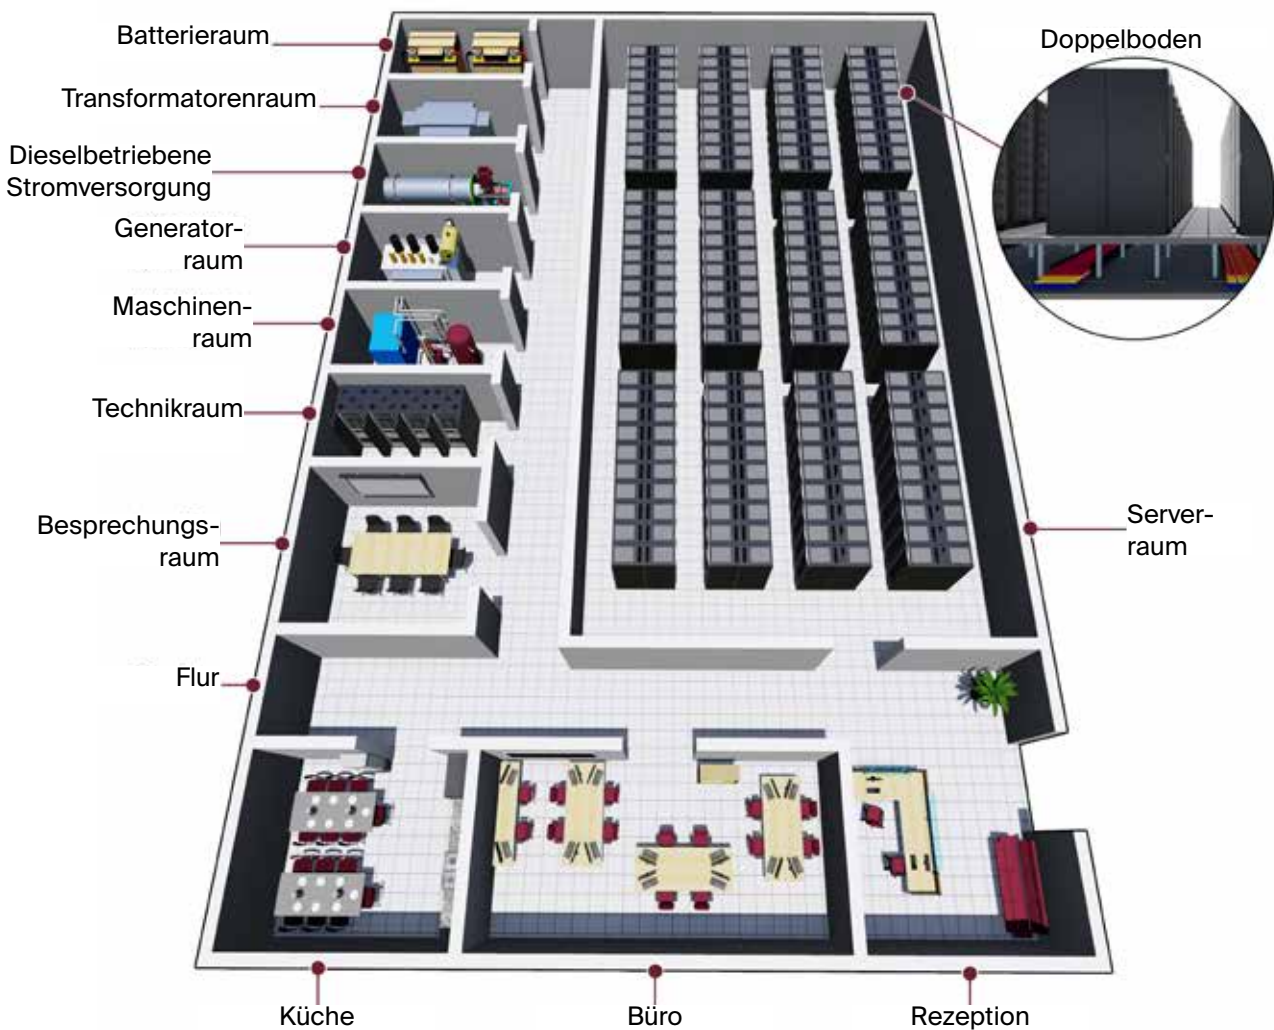 Batterieraum
Doppelboden
Transformatorenraum
Dieselbetriebene
Stromversorgung
Generator-
raum
Maschinen-
raum
Technikraum
Besprechungs-
raum
Server-
raum
Flur
Küche
Büro
Rezeption